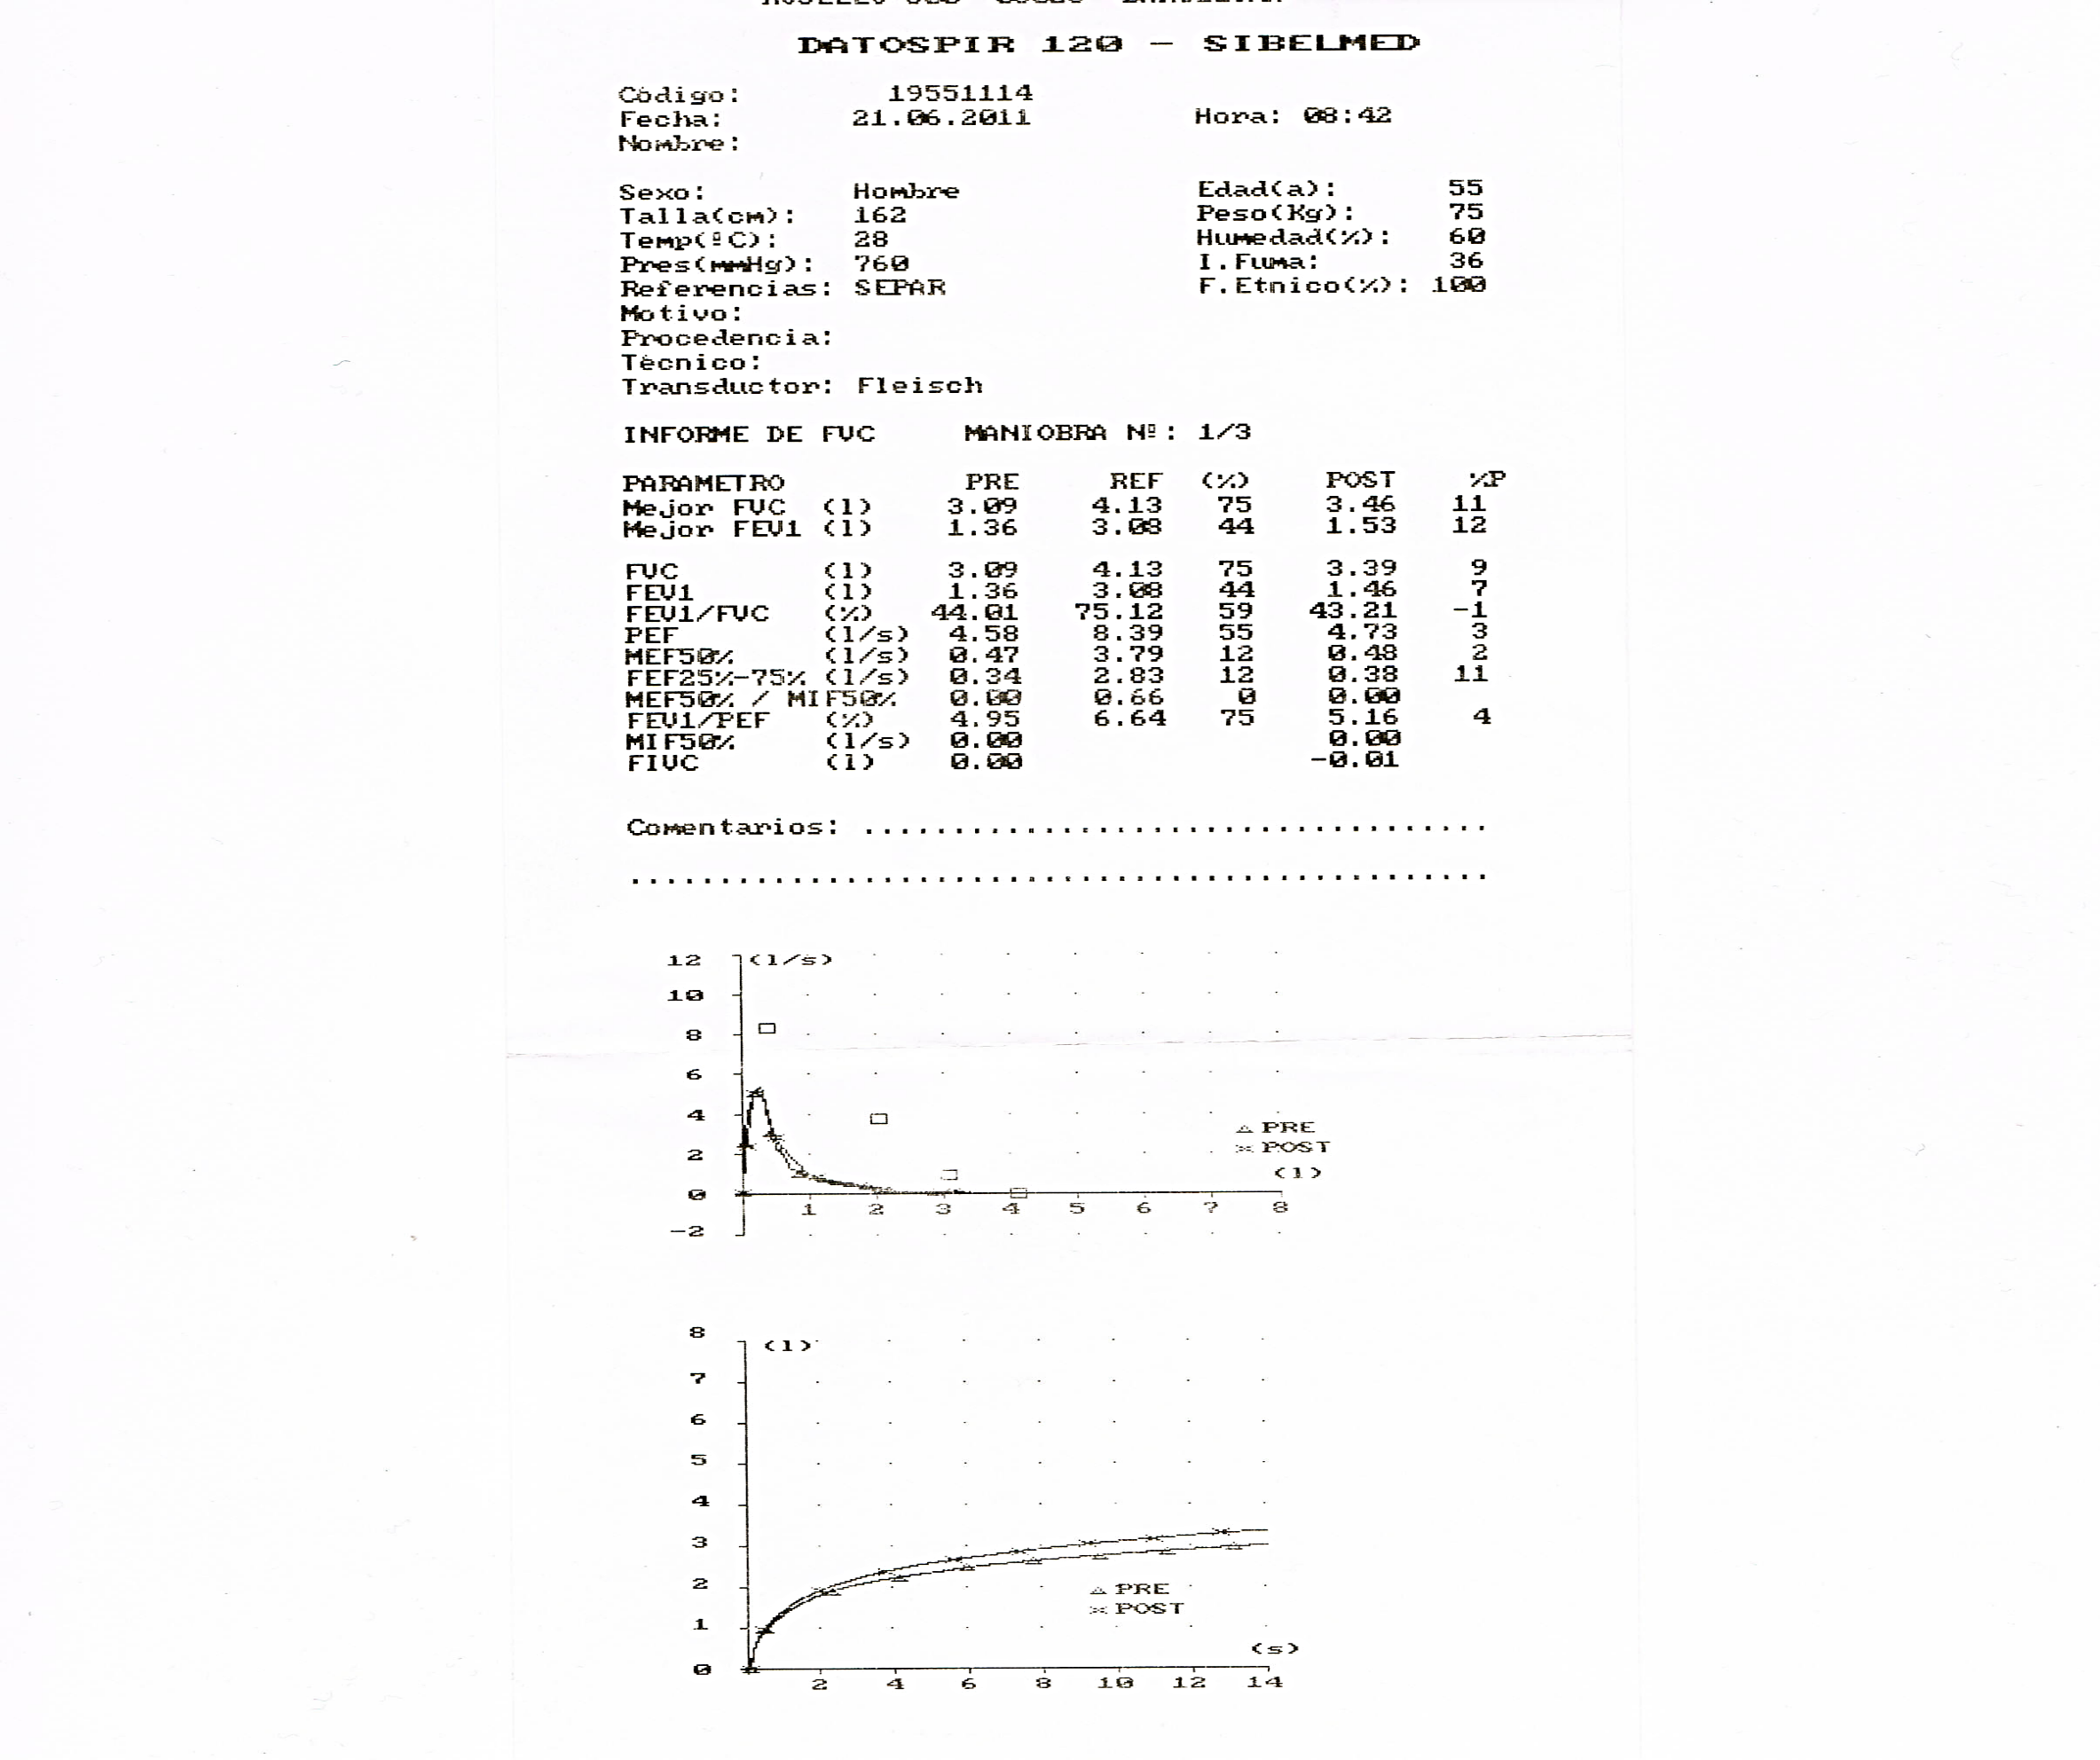 DATOSPIR 120 - SIBELMED
Código: 19551114
Fecha: 21.06.2011 Hora: 08:42
Nombre:
Sexo: Hombre Edad(a): 55
Talla(cm): 162 Peso(Kg): 75
Temp(ºC): 28 Humedad(%): 60
Pres(mmHg): 760 I.Fuma: 36
Referencias: SEPAR F.Etnico(%): 100
Motivo:
Procedencia:
Tècnico:
Transductor: Fleisch
INFORME DE FVC MANIOBRA Nº: 1/3
PARAMETRO PRE REF (%) POST %P
Mejor FVC (l) 3.09 4.13 75 3.46 11
Mejor FEV1 (l) 1.36 3.08 44 1.53 12
FVC (l) 3.09 4.13 75 3.39 9
FEV1 (l) 1.36 3.08 44 1.46 7
FEV1/FVC (%) 44.01 75.12 59 43.21 -1
PEF (l/s) 4.58 8.39 55 4.73 3
MEF50% (l/s) 0.47 3.79 12 0.48 2
FEF25%-75% (l/s) 0.34 2.83 12 0.38 11
MEF50% / MIF50% 0.00 0.66 0 0.00
FEV1/PEF (%) 4.95 6.64 75 5.16 4
MIF50% (l/s) 0.00 0.00
FIVC (l) 0.00 -0.01
Comentarios: ...................................
................................................
12 (l/s)
10
8
6
4
PRE
POST
2
(l)
0
1 2 3 4 5 6 7 8
-2
8
(l)
7
6
5
4
3
2
PRE
POST
1
(s)
0
2 4 6 8 10 12 14